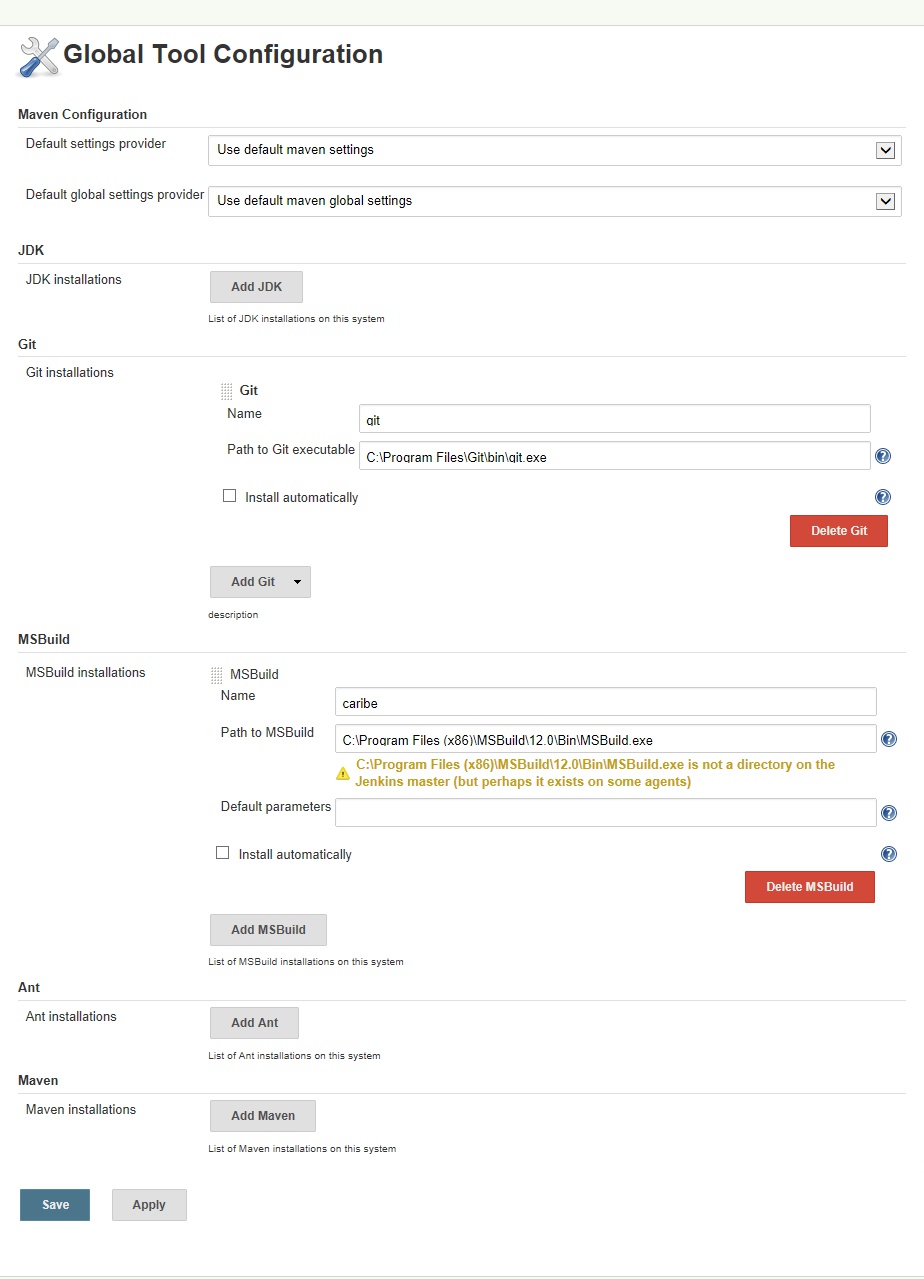 Global Tool Configuration
Maven Configuration
Default settings provider
Use default maven settings
Default global settings provider
Use default maven global settings
JDK
JDK installations
Add JDK
List of JDK installations on this system
Git
Git installations
Git
Name
git
Path to Git executable
C:\Program Files\Git\bin\git.exe
Install automatically
Delete Git
Add Git
description
MSBuild
MSBuild installations
MSBuild
Name
caribe
Path to MSBuild
C:\Program Files (x86)\MSBuild\12.0\Bin\MSBuild.exe
C:\Program Files (x86)\MSBuild\12.0\Bin\MSBuild.exe is not a directory on the
Jenkins master (but perhaps it exists on some agents)
Default parameters
Install automatically
Delete MSBuild
Add MSBuild
List of MSBuild installations on this system
Ant
Ant installations
Add Ant
List of Ant installations on this system
Maven
Maven installations
Add Maven
List of Maven installations on this system
Save
Apply